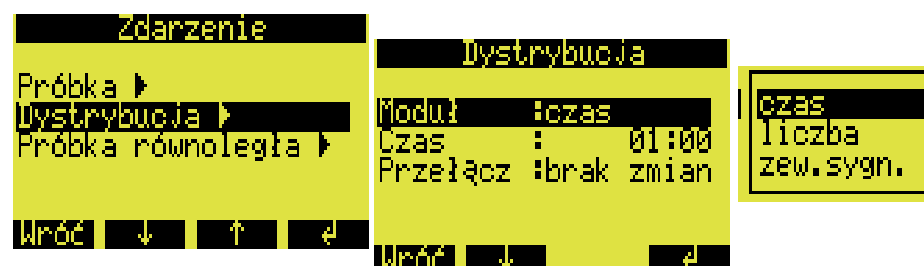 Zdarzenie
Próbka ▶
Dystrybucja ▶
Próbka równoległa ▶
Wróć ↓ ↑ ↵
Dystrybucja
Moduł :czas
Czas : 01:00
Przełącz :brak zmian
Wróć ↓ ↵
czas
liczba
zew.sygn.